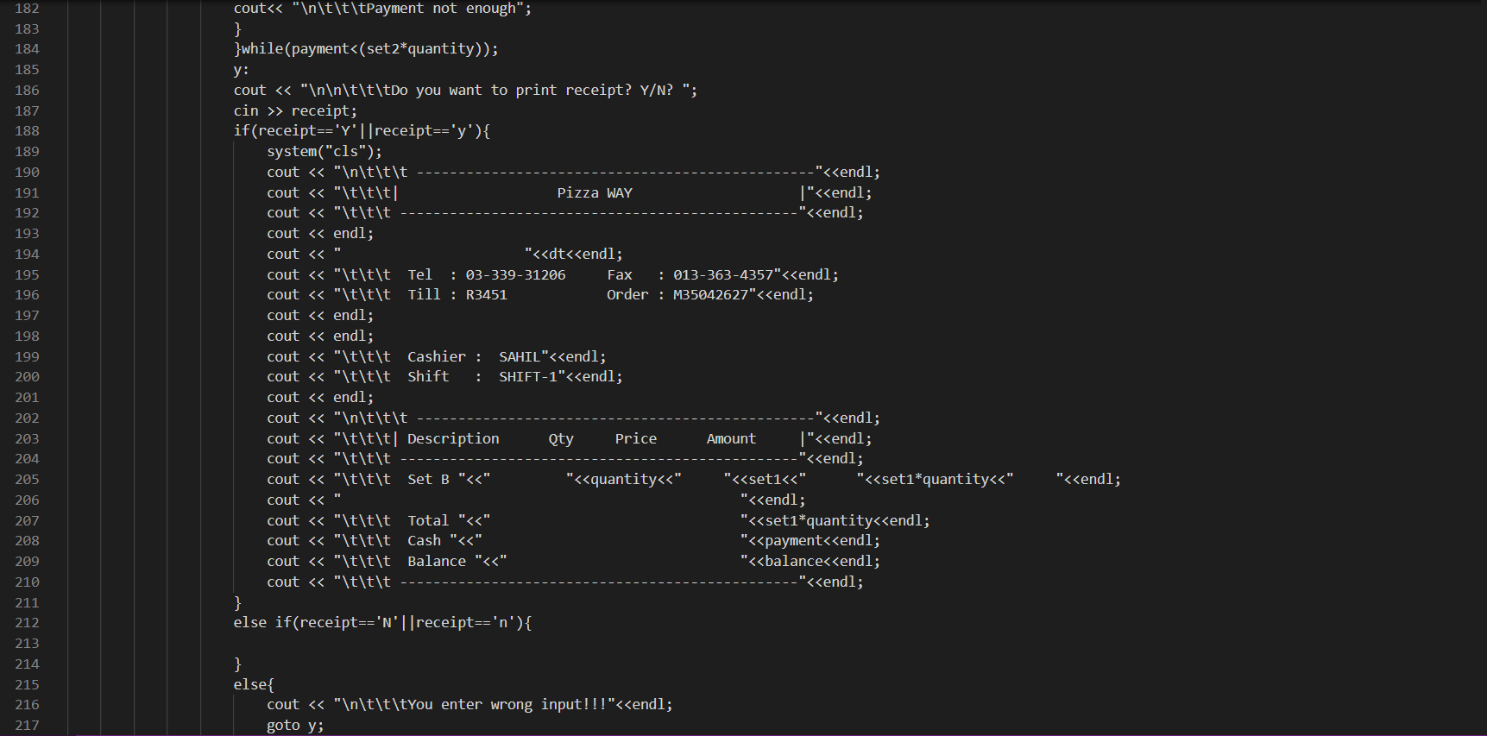 182 cout<< "\n\t\t\tPayment not enough";
183 }
184 }while(payment<(set2*quantity));
185 y:
186 cout << "\n\n\t\t\tDo you want to print receipt? Y/N? ";
187 cin >> receipt;
188 if(receipt=='Y'||receipt=='y'){
189 system("cls");
190 cout << "\n\t\t\t ------------------------------------------------"<<endl;
191 cout << "\t\t\t|                   Pizza WAY                    |"<<endl;
192 cout << "\t\t\t ------------------------------------------------"<<endl;
193 cout << endl;
194 cout << "                      "<<dt<<endl;
195 cout << "\t\t\t  Tel  : 03-339-31206     Fax   : 013-363-4357"<<endl;
196 cout << "\t\t\t  Till : R3451            Order : M35042627"<<endl;
197 cout << endl;
198 cout << endl;
199 cout << "\t\t\t  Cashier :  SAHIL"<<endl;
200 cout << "\t\t\t  Shift   :  SHIFT-1"<<endl;
201 cout << endl;
202 cout << "\n\t\t\t ------------------------------------------------"<<endl;
203 cout << "\t\t\t| Description      Qty     Price      Amount     |"<<endl;
204 cout << "\t\t\t ------------------------------------------------"<<endl;
205 cout << "\t\t\t  Set B "<<"         "<<quantity<<"     "<<set1<<"      "<<set1*quantity<<"     "<<endl;
206 cout << "                                                "<<endl;
207 cout << "\t\t\t  Total "<<"                              "<<set1*quantity<<endl;
208 cout << "\t\t\t  Cash "<<"                               "<<payment<<endl;
209 cout << "\t\t\t  Balance "<<"                            "<<balance<<endl;
210 cout << "\t\t\t ------------------------------------------------"<<endl;
211 }
212 else if(receipt=='N'||receipt=='n'){
213
214 }
215 else{
216 cout << "\n\t\t\tYou enter wrong input!!!"<<endl;
217 goto y;